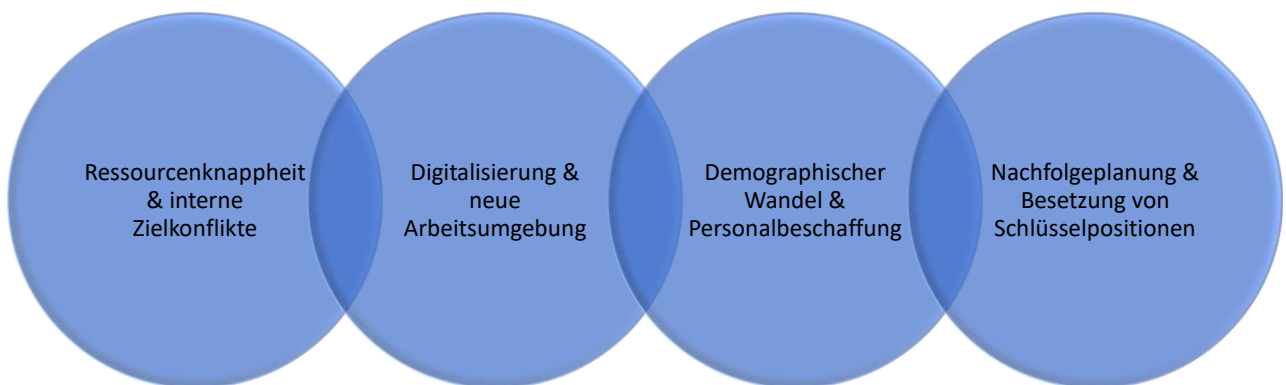 Ressourcenknappheit
& interne
Zielkonflikte
Digitalisierung &
neue
Arbeitsumgebung
Demographischer
Wandel &
Personalbeschaffung
Nachfolgeplanung &
Besetzung von
Schlüsselpositionen